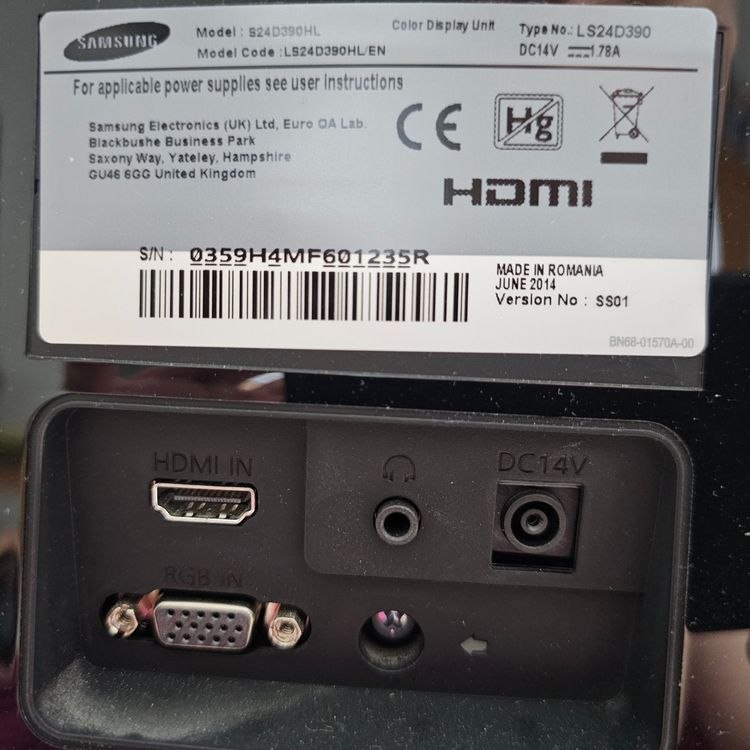 SAMSUNG
Model : S24D390HL
Model Code : LS24D390HL/EN
Color Display Unit
Type No.: LS24D390
DC14V ⎓ 1.78A
For applicable power supplies see user instructions
Samsung Electronics (UK) Ltd, Euro QA Lab.
Blackbushe Business Park
Saxony Way, Yateley, Hampshire
GU46 6GG United Kingdom
CE
Hg
HDMI
S/N : 0359H4MF601235R
MADE IN ROMANIA
JUNE 2014
Version No : SS01
BN68-01570A-00
HDMI IN
DC14V
RGB IN